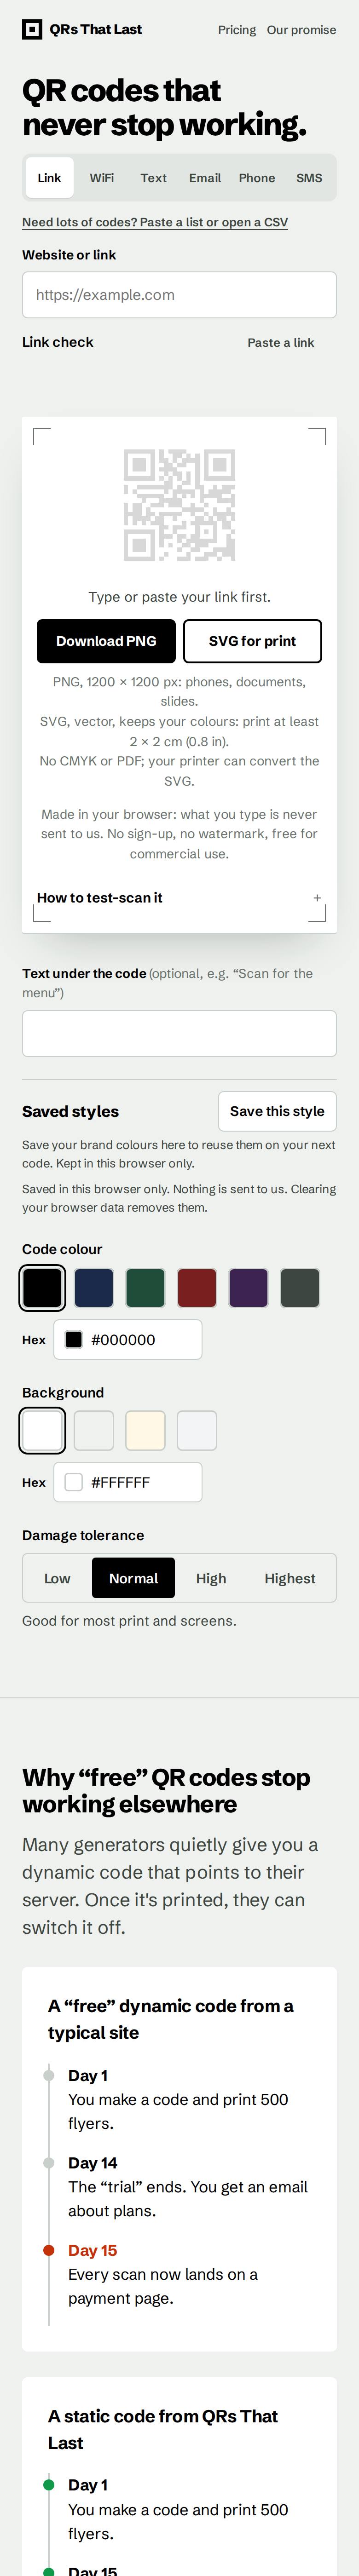 QRs That Last
Pricing Our promise
QR codes that
never stop working.
Link WiFi Text Email Phone SMS
Need lots of codes? Paste a list or open a CSV
Website or link
https://example.com
Link check Paste a link
Type or paste your link first.
Download PNG SVG for print
PNG, 1200 × 1200 px: phones, documents,
slides.
SVG, vector, keeps your colours: print at least
2 × 2 cm (0.8 in).
No CMYK or PDF; your printer can convert the
SVG.
Made in your browser: what you type is never
sent to us. No sign-up, no watermark, free for
commercial use.
How to test-scan it +
Text under the code (optional, e.g. “Scan for the
menu”)
Saved styles Save this style
Save your brand colours here to reuse them on your next
code. Kept in this browser only.
Saved in this browser only. Nothing is sent to us. Clearing
your browser data removes them.
Code colour
Hex #000000
Background
Hex #FFFFFF
Damage tolerance
Low Normal High Highest
Good for most print and screens.
Why “free” QR codes stop
working elsewhere
Many generators quietly give you a
dynamic code that points to their
server. Once it's printed, they can
switch it off.
A “free” dynamic code from a
typical site
Day 1
You make a code and print 500
flyers.
Day 14
The “trial” ends. You get an email
about plans.
Day 15
Every scan now lands on a
payment page.
A static code from QRs That
Last
Day 1
You make a code and print 500
flyers.
Day 15